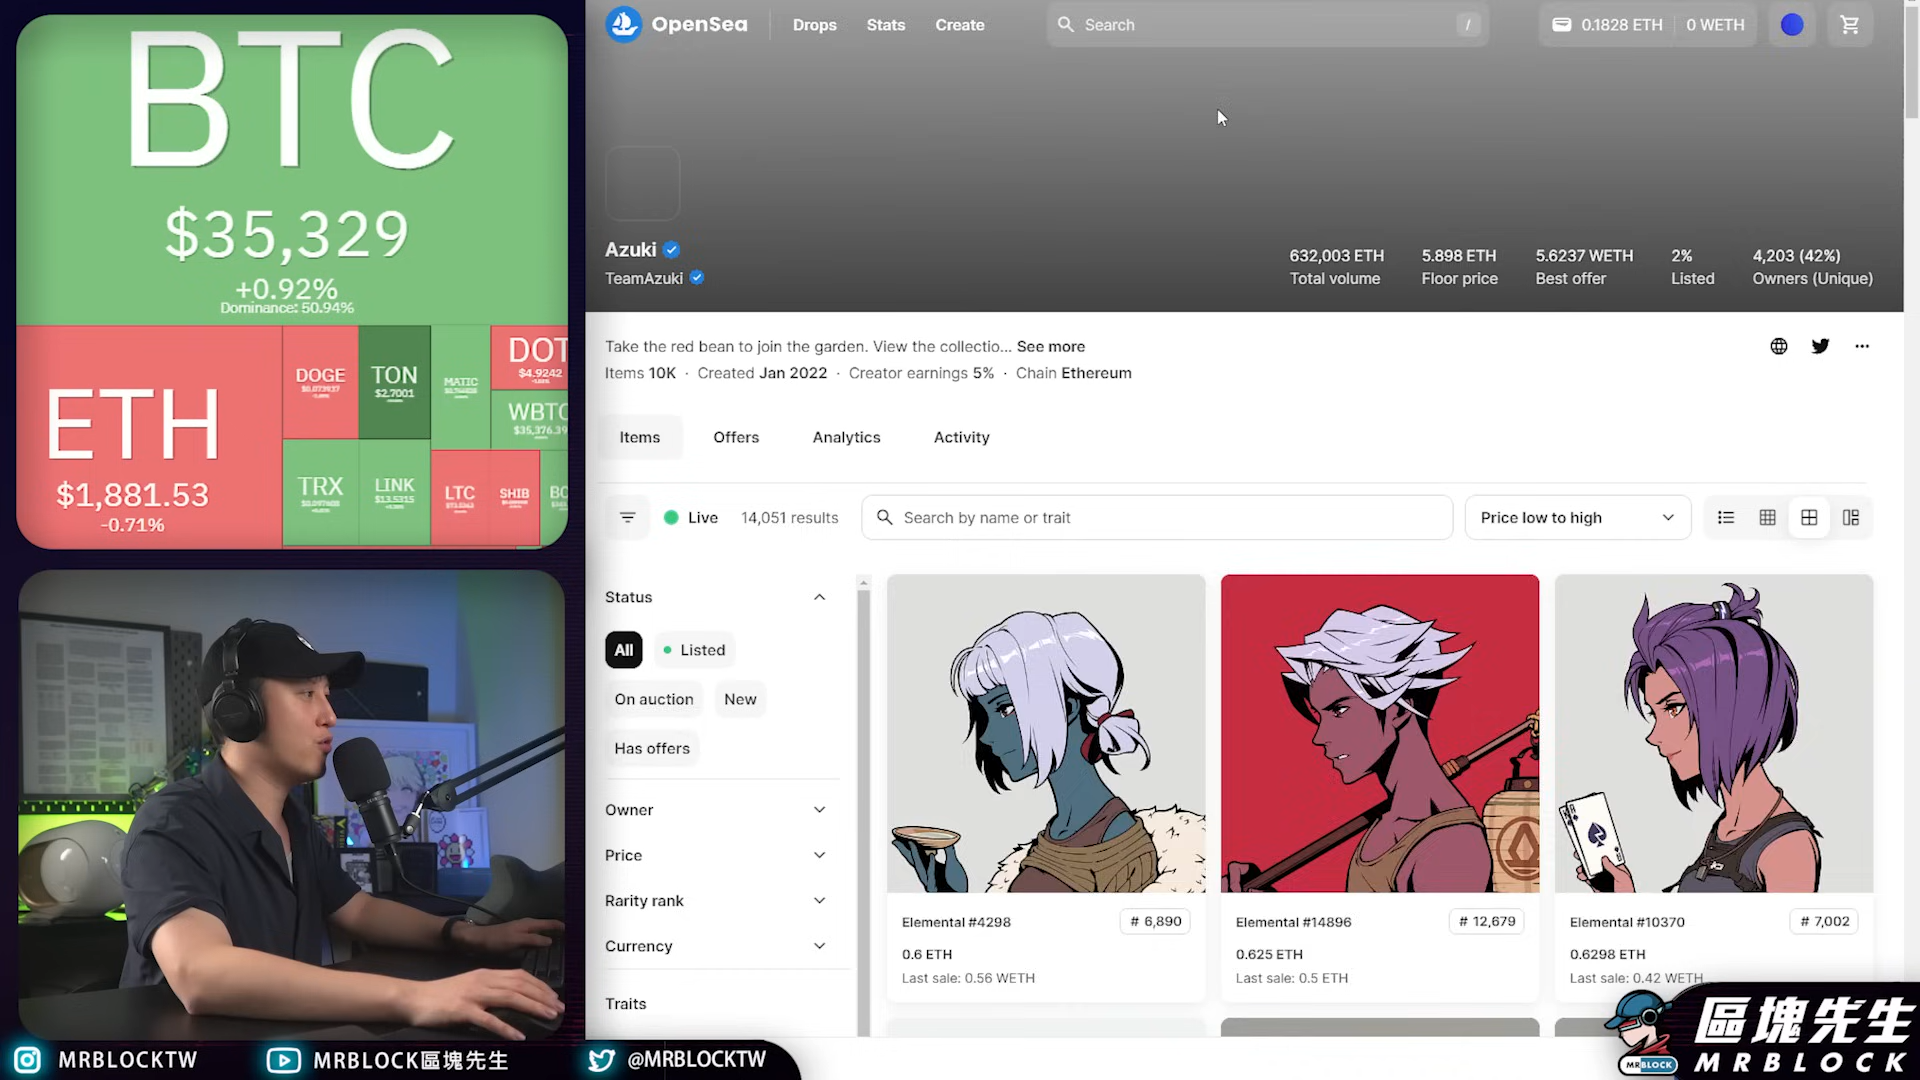 BTC
$35,329
+0.92%
Dominance: 50.94%
ETH
$1,881.53
-0.71%
DOGE
TON
$2.7001
MATIC
DOT
$4.9242
WBTC
$35,376.39
TRX
LINK
$13.5315
LTC
SHIB
OpenSea
Drops
Stats
Create
Search
/
0.1828 ETH
0 WETH
Azuki
TeamAzuki
632,003 ETH
Total volume
5.898 ETH
Floor price
5.6237 WETH
Best offer
2%
Listed
4,203 (42%)
Owners (Unique)
Take the red bean to join the garden. View the collectio... See more
Items 10K · Created Jan 2022 · Creator earnings 5% · Chain Ethereum
Items
Offers
Analytics
Activity
Live
14,051 results
Search by name or trait
Price low to high
Status
All
Listed
On auction
New
Has offers
Owner
Price
Rarity rank
Currency
Traits
Elemental #4298
# 6,890
0.6 ETH
Last sale: 0.56 WETH
Elemental #14896
# 12,679
0.625 ETH
Last sale: 0.5 ETH
Elemental #10370
# 7,002
0.6298 ETH
Last sale: 0.42 WETH
MRBLOCKTW
MRBLOCK區塊先生
@MRBLOCKTW
MRBLOCK
區塊先生
MRBLOCK